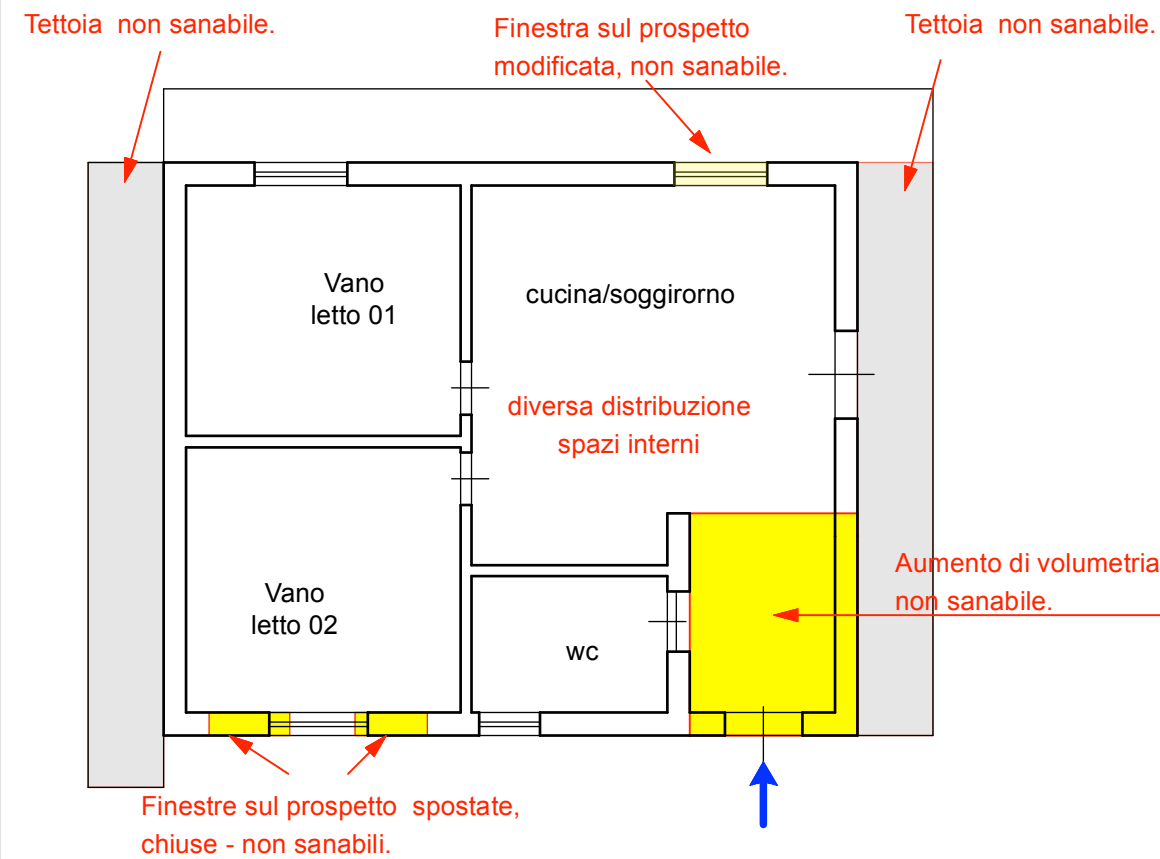 Tettoia  non sanabile.
Finestra sul prospetto
modificata, non sanabile.
Tettoia  non sanabile.
Vano
letto 01
cucina/soggirorno
diversa distribuzione
spazi interni
Aumento di volumetria
non sanabile.
Vano
letto 02
wc
Finestre sul prospetto  spostate,
chiuse - non sanabili.